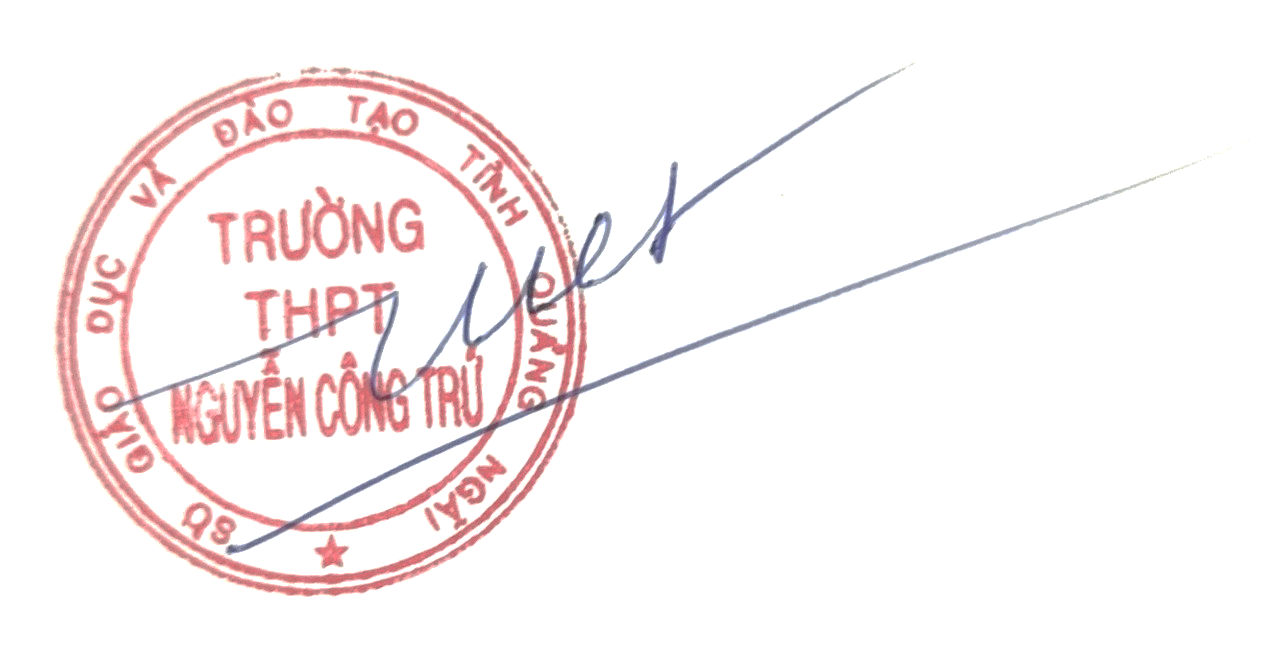 SỞ GIÁO DỤC VÀ ĐÀO TẠO TỈNH QUẢNG NGÃI
TRƯỜNG
THPT
NGUYỄN CÔNG TRỨ